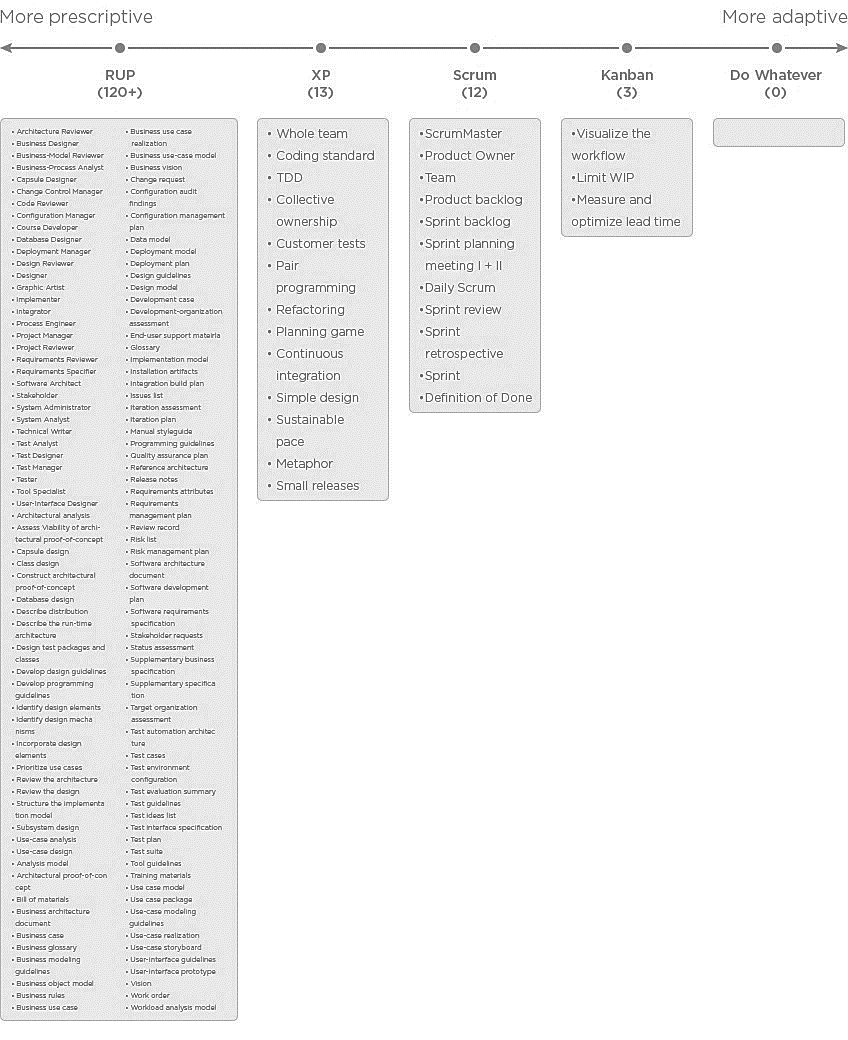 More prescriptive
More adaptive
RUP
(120+)
XP
(13)
Scrum
(12)
Kanban
(3)
Do Whatever
(0)
• Architecture Reviewer
• Business Designer
• Business-Model Reviewer
• Business-Process Analyst
• Capsule Designer
• Change Control Manager
• Code Reviewer
• Configuration Manager
• Course Developer
• Database Designer
• Deployment Manager
• Design Reviewer
• Designer
• Graphic Artist
• Implementer
• Integrator
• Process Engineer
• Project Manager
• Project Reviewer
• Requirements Reviewer
• Requirements Specifier
• Software Architect
• Stakeholder
• System Administrator
• System Analyst
• Technical Writer
• Test Analyst
• Test Designer
• Test Manager
• Tester
• Tool Specialist
• User-Interface Designer
• Architectural analysis
• Assess Viability of archi-
tectural proof-of-concept
• Capsule design
• Class design
• Construct architectural
proof-of-concept
• Database design
• Describe distribution
• Describe the run-time
architecture
• Design test packages and
classes
• Develop design guidelines
• Develop programming
guidelines
• Identify design elements
• Identify design mecha
nisms
• Incorporate design
elements
• Prioritize use cases
• Review the architecture
• Review the design
• Structure the implementa
tion model
• Subsystem design
• Use-case analysis
• Use-case design
• Analysis model
• Architectural proof-of-con
cept
• Bill of materials
• Business architecture
document
• Business case
• Business glossary
• Business modeling
guidelines
• Business object model
• Business rules
• Business use case
• Business use case
realization
• Business use-case model
• Business vision
• Change request
• Configuration audit
findings
• Configuration management
plan
• Data model
• Deployment model
• Deployment plan
• Design guidelines
• Design model
• Development case
• Development-organization
assessment
• End-user support materia
• Glossary
• Implementation model
• Installation artifacts
• Integration build plan
• Issues list
• Iteration assessment
• Iteration plan
• Manual styleguide
• Programming guidelines
• Quality assurance plan
• Reference architecture
• Release notes
• Requirements attributes
• Requirements
management plan
• Review record
• Risk list
• Risk management plan
• Software architecture
document
• Software development
plan
• Software requirements
specification
• Stakeholder requests
• Status assessment
• Supplementary business
specification
• Supplementary specifica
tion
• Target organization
assessment
• Test automation architec
ture
• Test cases
• Test environment
configuration
• Test evaluation summary
• Test guidelines
• Test ideas list
• Test interface specification
• Test plan
• Test suite
• Tool guidelines
• Training materials
• Use case model
• Use case package
• Use-case modeling
guidelines
• Use-case realization
• Use-case storyboard
• User-interface guidelines
• User-interface prototype
• Vision
• Work order
• Workload analysis model
• Whole team
• Coding standard
• TDD
• Collective
ownership
• Customer tests
• Pair
programming
• Refactoring
• Planning game
• Continuous
integration
• Simple design
• Sustainable
pace
• Metaphor
• Small releases
•ScrumMaster
•Product Owner
•Team
•Product backlog
•Sprint backlog
•Sprint planning
meeting I + II
•Daily Scrum
•Sprint review
•Sprint
retrospective
•Sprint
•Definition of Done
•Visualize the
workflow
•Limit WIP
•Measure and
optimize lead time